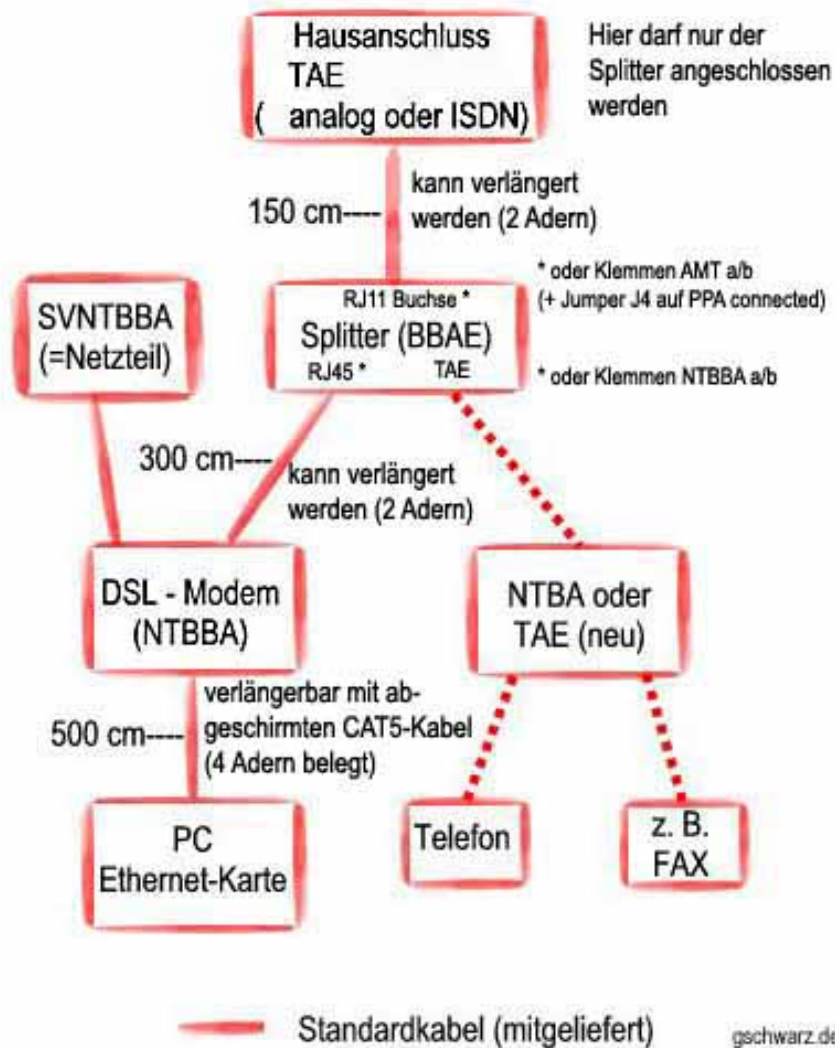 Hausanschluss
TAE
( analog oder ISDN)
Hier darf nur der
Splitter angeschlossen
werden
150 cm----
kann verlängert
werden (2 Adern)
SVNTBBA
(=Netzteil)
RJ11 Buchse *
Splitter (BBAE)
RJ45 *
TAE
* oder Klemmen AMT a/b
(+ Jumper J4 auf PPA connected)
* oder Klemmen NTBBA a/b
300 cm----
kann verlängert
werden (2 Adern)
DSL - Modem
(NTBBA)
NTBA oder
TAE (neu)
500 cm----
verlängerbar mit ab-
geschirmten CAT5-Kabel
(4 Adern belegt)
PC
Ethernet-Karte
Telefon
z. B.
FAX
Standardkabel (mitgeliefert)
gschwarz.de